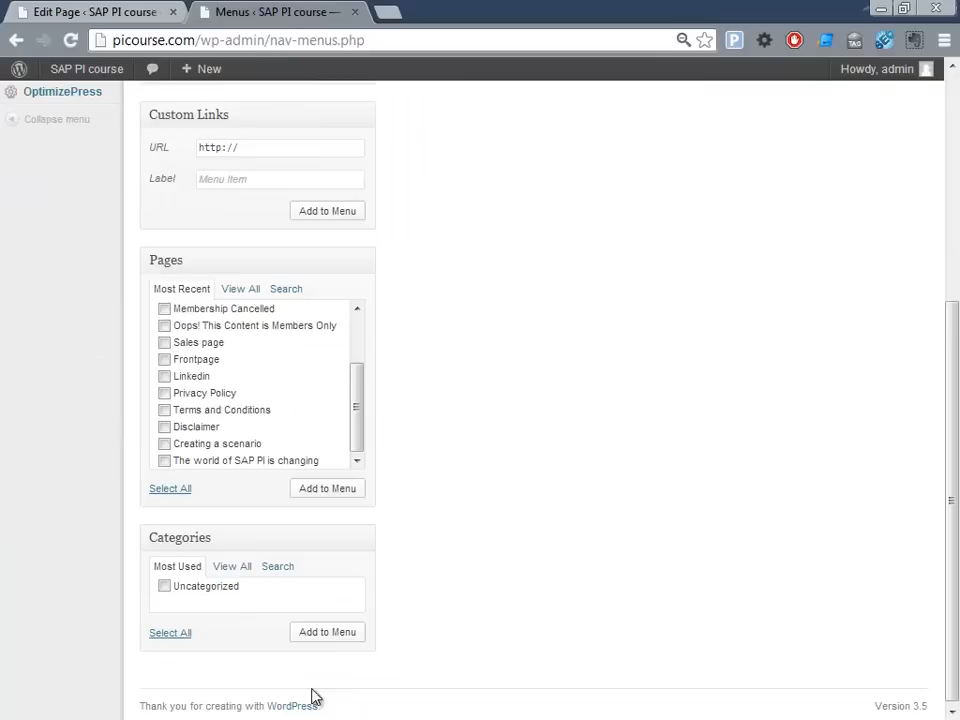 Edit Page ‹ SAP PI course
Menus ‹ SAP PI course —
picourse.com/wp-admin/nav-menus.php
SAP PI course
New
Howdy, admin
OptimizePress
Collapse menu
Custom Links
URL http://
Label Menu Item
Add to Menu
Pages
Most Recent View All Search
Membership Cancelled
Oops! This Content is Members Only
Sales page
Frontpage
Linkedin
Privacy Policy
Terms and Conditions
Disclaimer
Creating a scenario
The world of SAP PI is changing
Select All Add to Menu
Categories
Most Used View All Search
Uncategorized
Select All Add to Menu
Thank you for creating with WordPress.
Version 3.5